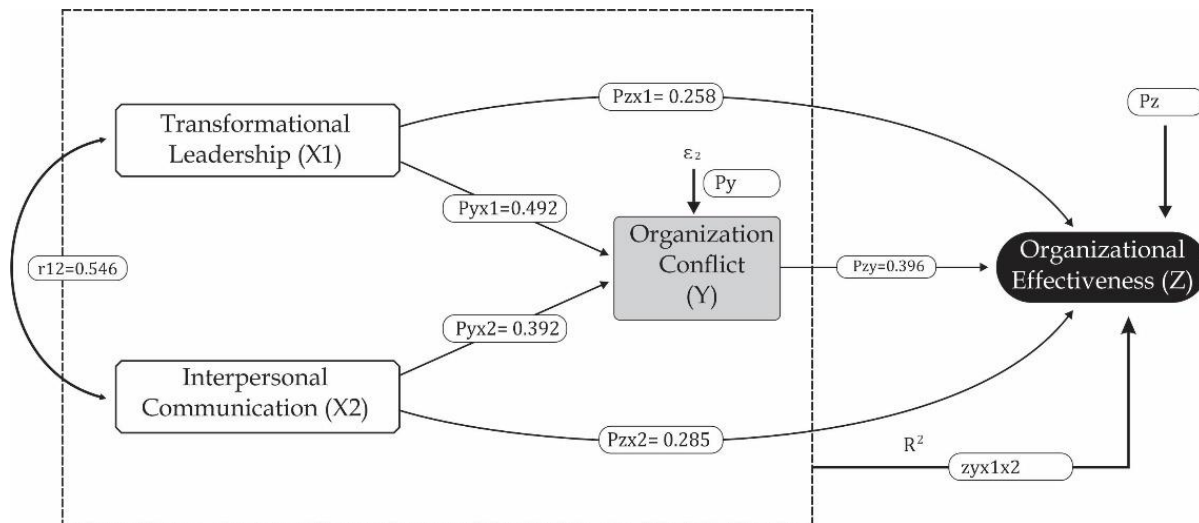 Pzx1= 0.258
Pz
Transformational
Leadership (X1)
ε₂
Py
Pyx1=0.492
Organization
Conflict
(Y)
Organizational
Effectiveness (Z)
r12=0.546
Pzy=0.396
Pyx2= 0.392
Interpersonal
Communication (X2)
Pzx2= 0.285
R²
zyx1x2